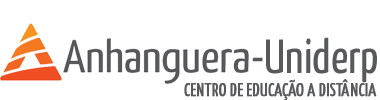 Anhanguera-Uniderp
CENTRO DE EDUCAÇÃO A DISTÂNCIA